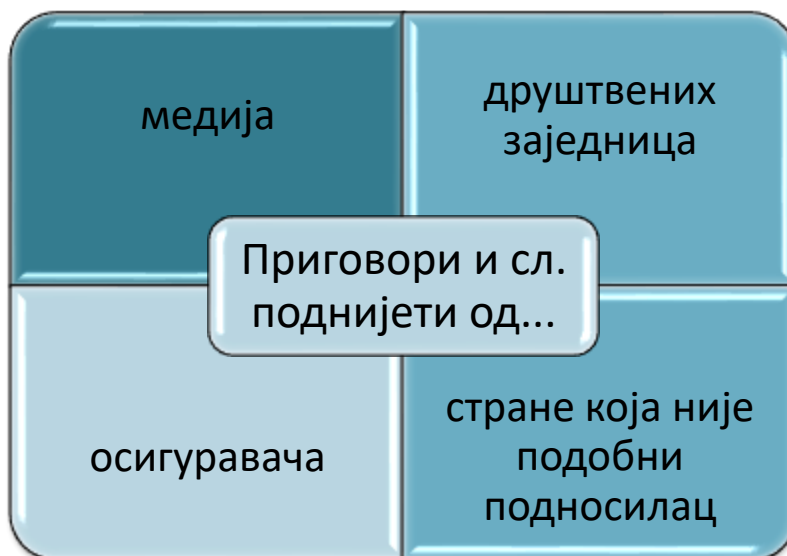 медија
друштвених
заједница
Приговори и сл.
поднијети од...
осигуравача
стране која није
подобни
подносилац